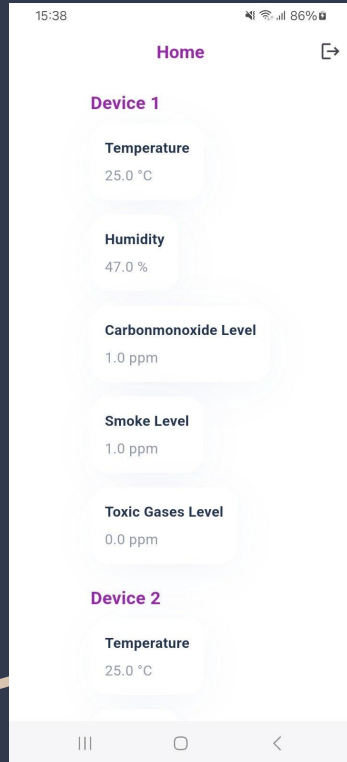 15:38 86%
Home
Device 1
Temperature
25.0 °C
Humidity
47.0 %
Carbonmonoxide Level
1.0 ppm
Smoke Level
1.0 ppm
Toxic Gases Level
0.0 ppm
Device 2
Temperature
25.0 °C